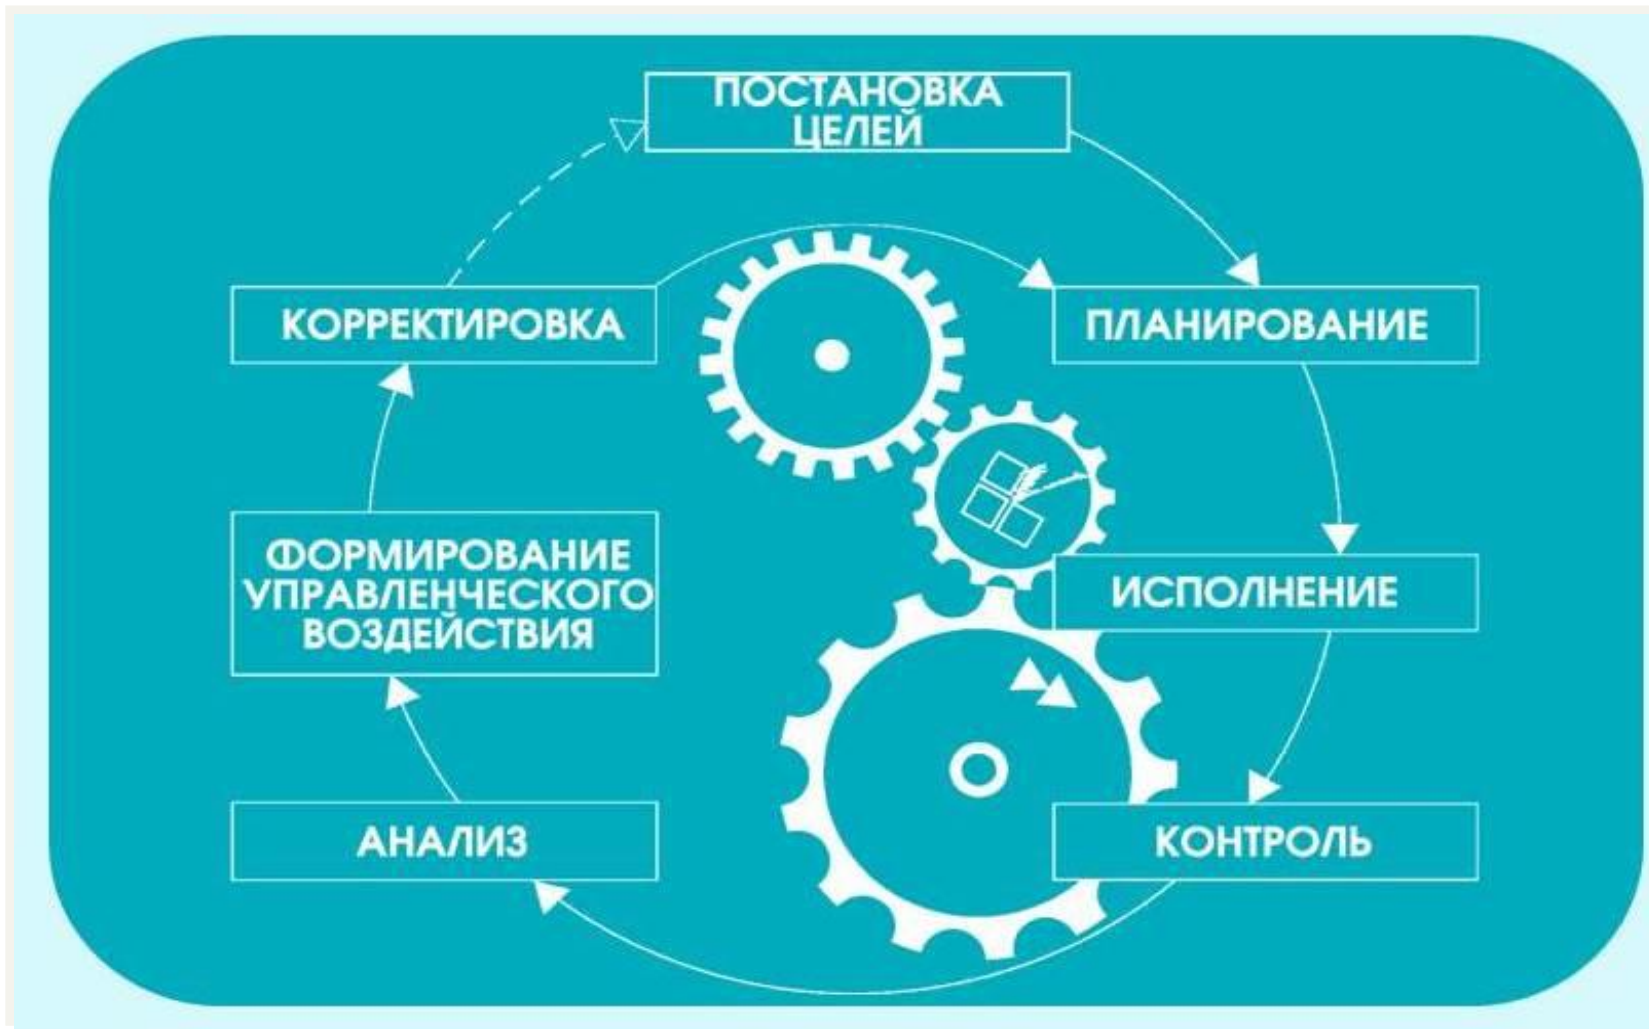 ПОСТАНОВКА
ЦЕЛЕЙ
КОРРЕКТИРОВКА
ПЛАНИРОВАНИЕ
ФОРМИРОВАНИЕ
УПРАВЛЕНЧЕСКОГО
ВОЗДЕЙСТВИЯ
ИСПОЛНЕНИЕ
АНАЛИЗ
КОНТРОЛЬ